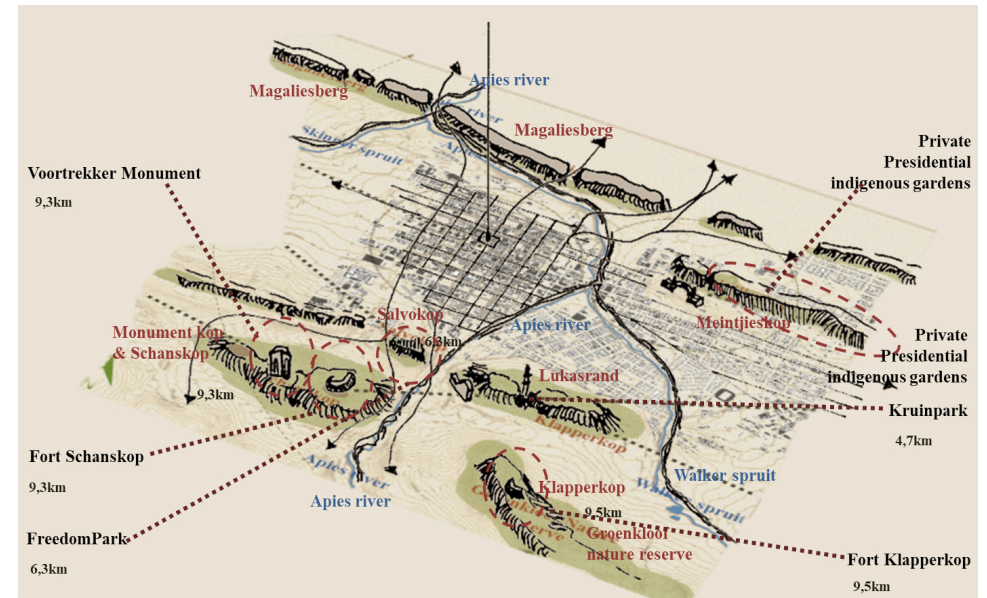 Apies river
Magaliesberg
Magaliesberg
Private
Presidential
indigenous gardens
Skinner spruit
Voortrekker Monument
9,3km
Salvokop
6,3km
Apies river
Meintjieskop
Monument kop
& Schanskop
Private
Presidential
indigenous gardens
9,3km
Lukasrand
Kruinpark
4,7km
Klapperkop
Fort Schanskop
9,3km
Apies river
Apies river
Walker spruit
Klapperkop
9,5km
Groenkloof
nature reserve
FreedomPark
6,3km
Fort Klapperkop
9,5km